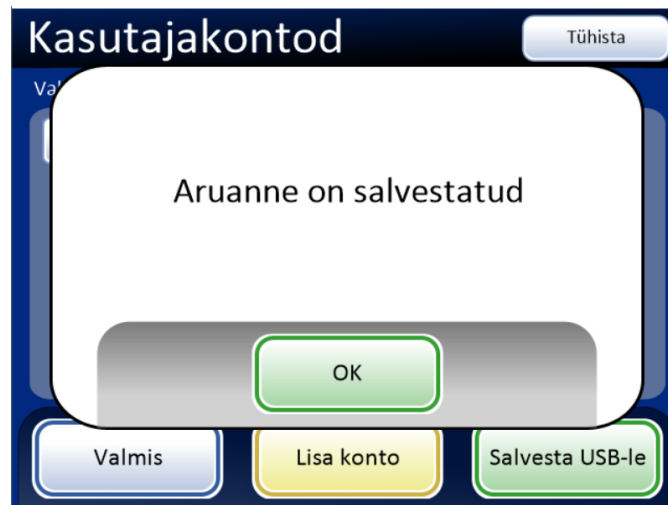 Kasutajakontod
Tühista
Aruanne on salvestatud
OK
Valmis
Lisa konto
Salvesta USB-le